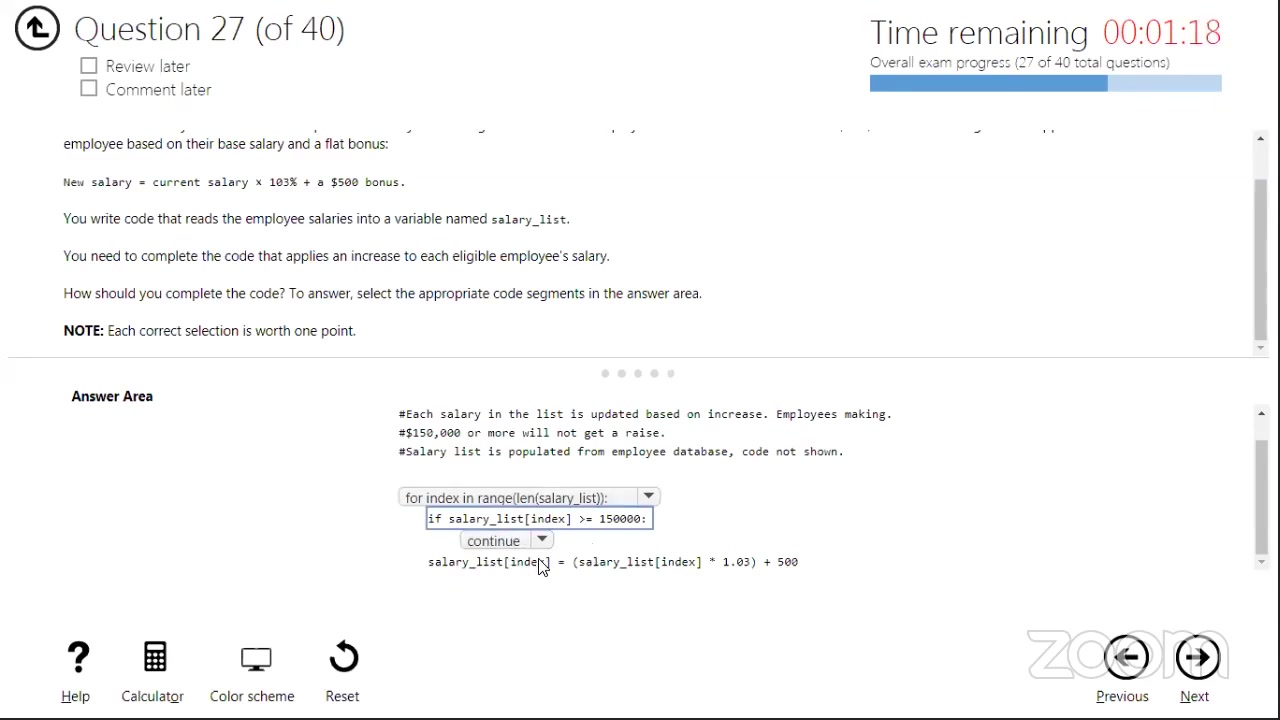 Question 27 (of 40)
Time remaining 00:01:18
Review later
Comment later
Overall exam progress (27 of 40 total questions)
employee based on their base salary and a flat bonus:
New salary = current salary x 103% + a $500 bonus.
You write code that reads the employee salaries into a variable named salary_list.
You need to complete the code that applies an increase to each eligible employee's salary.
How should you complete the code? To answer, select the appropriate code segments in the answer area.
NOTE: Each correct selection is worth one point.
Answer Area
#Each salary in the list is updated based on increase. Employees making.
#$150,000 or more will not get a raise.
#Salary list is populated from employee database, code not shown.
for index in range(len(salary_list)):
if salary_list[index] >= 150000:
continue
salary_list[index] = (salary_list[index] * 1.03) + 500
zoom
Help
Calculator
Color scheme
Reset
Previous
Next